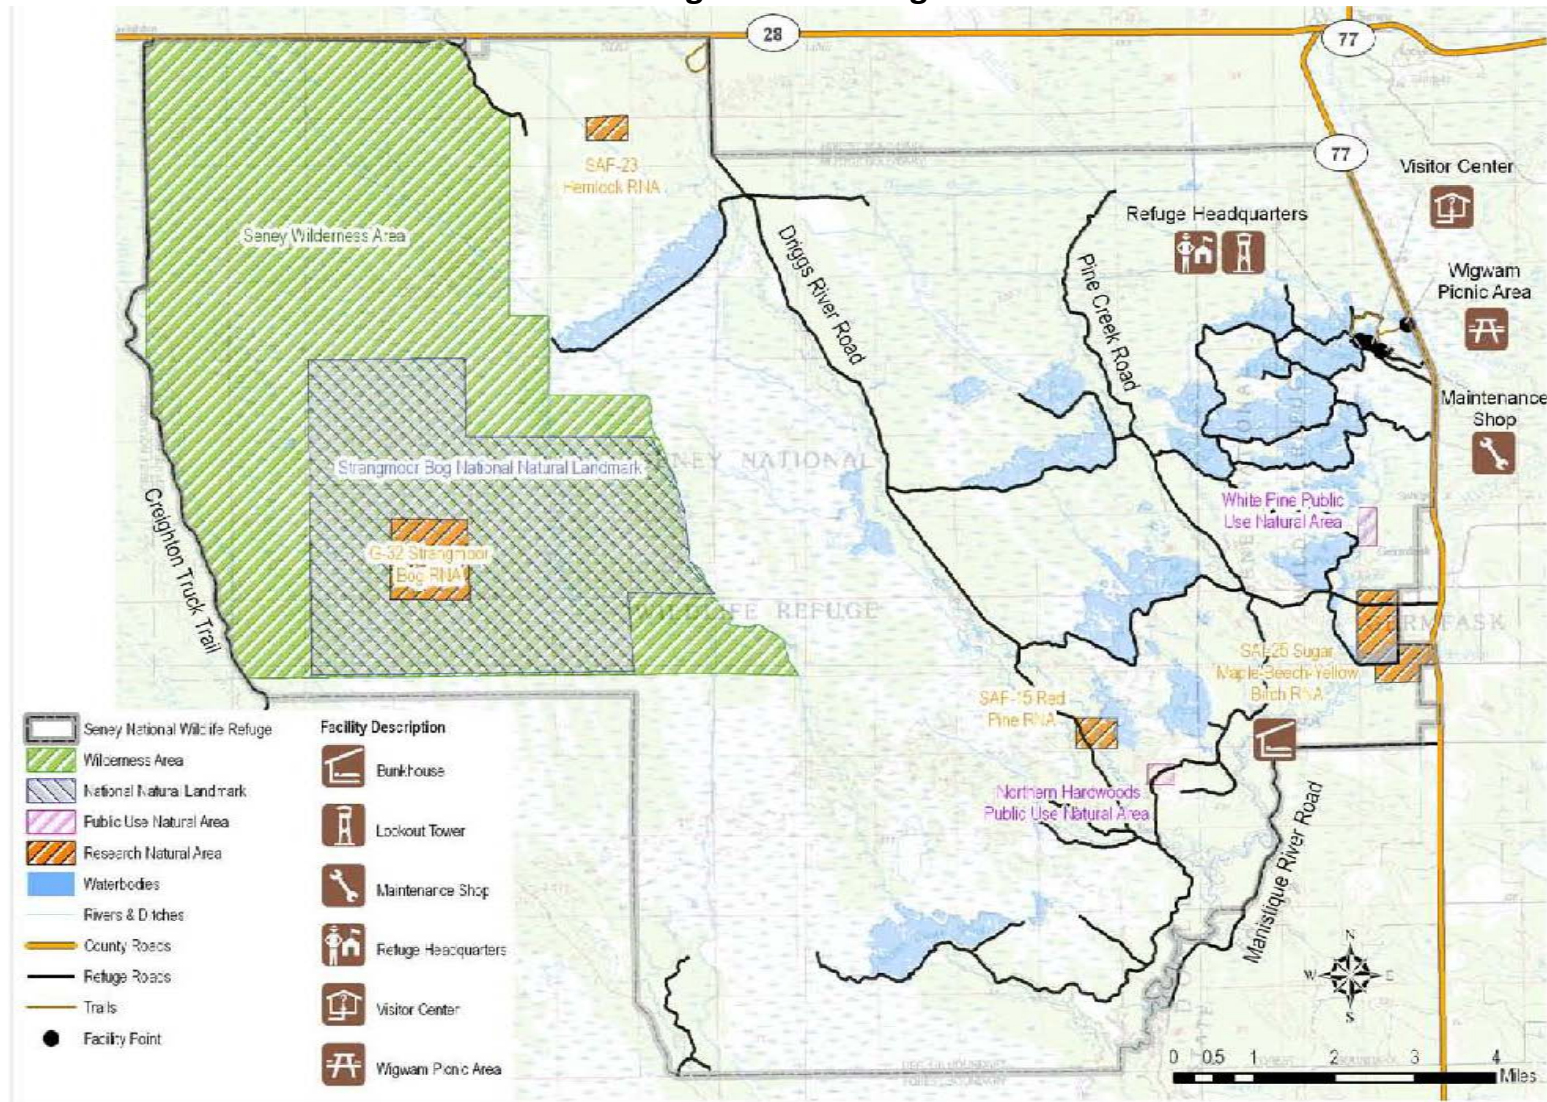 28
77
77
Visitor Center
Refuge Headquarters
Wigwam
Picnic Area
Maintenance
Shop
SAF-23
Hemlock RNA
Seney Wilderness Area
Driggs River Road
Pine Creek Road
Strangmoor Bog National Natural Landmark
NATIONAL
White Pine Public
Use Natural Area
G-32 Strangmoor
Bog RNA
Creighton Truck Trail
REFUGE
SAF-25 Sugar
Maple-Beech-Yellow
Birch RNA
SAF-15 Red
Pine RNA
Northern Hardwoods
Public Use Natural Area
Manistique River Road
Seney National Wildlife Refuge
Wilderness Area
National Natural Landmark
Public Use Natural Area
Research Natural Area
Waterbodies
Rivers & Ditches
County Roads
Refuge Roads
Trails
Facility Point
Facility Description
Bunkhouse
Lookout Tower
Maintenance Shop
Refuge Headquarters
Visitor Center
Wigwam Picnic Area
N
W E
S
0 0.5 1 2 3 4
Miles